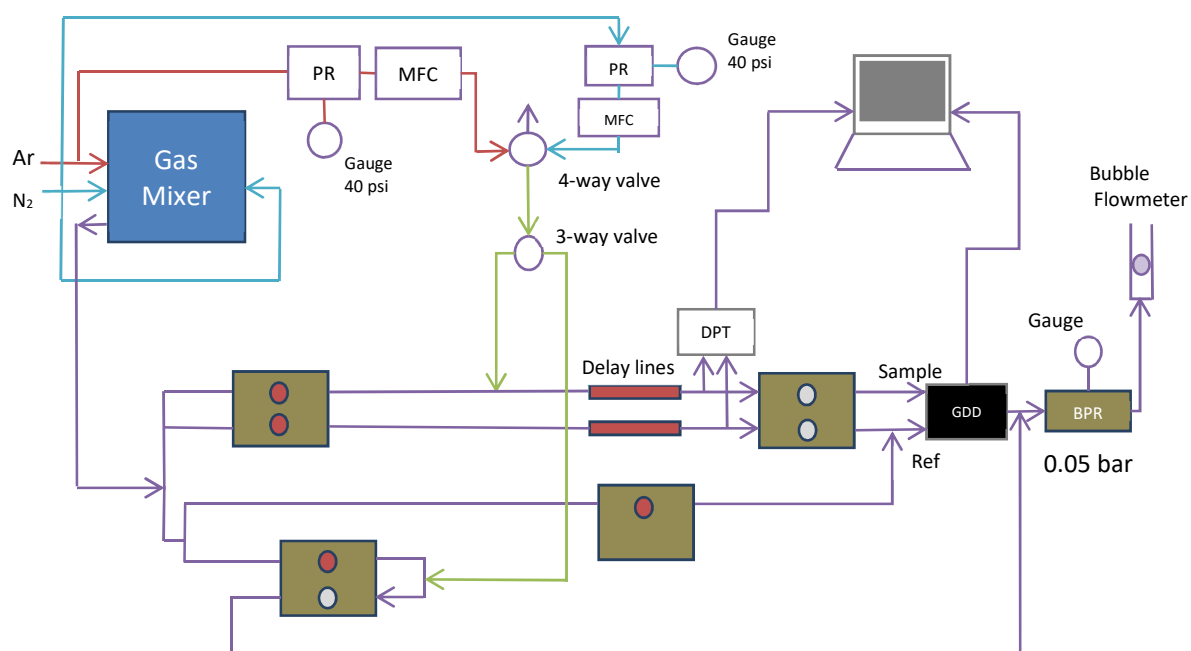 Gauge
40 psi
PR
MFC
PR
MFC
Gauge
40 psi
Ar
N₂
Gas
Mixer
4-way valve
3-way valve
Bubble
Flowmeter
DPT
Gauge
Delay lines
Sample
GDD
BPR
Ref
0.05 bar